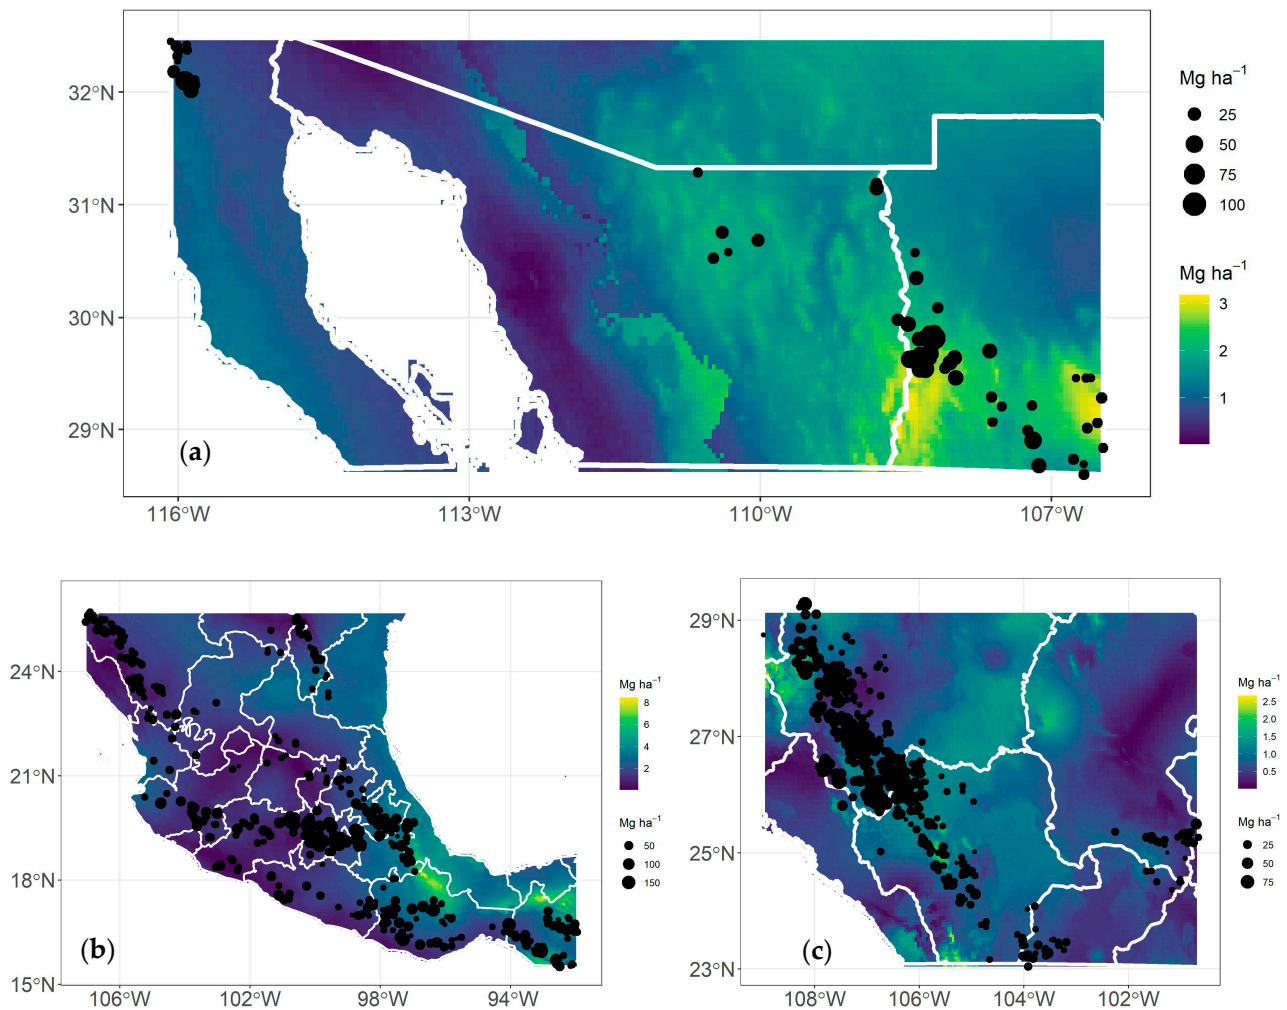 Mg ha⁻¹
25
50
75
100
Mg ha⁻¹
3
2
1
32°N
31°N
30°N
29°N
(a)
116°W
113°W
110°W
107°W
24°N
21°N
18°N
15°N
(b)
106°W
102°W
98°W
94°W
Mg ha⁻¹
8
6
4
2
Mg ha⁻¹
50
100
150
29°N
27°N
25°N
23°N
(c)
108°W
106°W
104°W
102°W
Mg ha⁻¹
2.5
2.0
1.5
1.0
0.5
Mg ha⁻¹
25
50
75